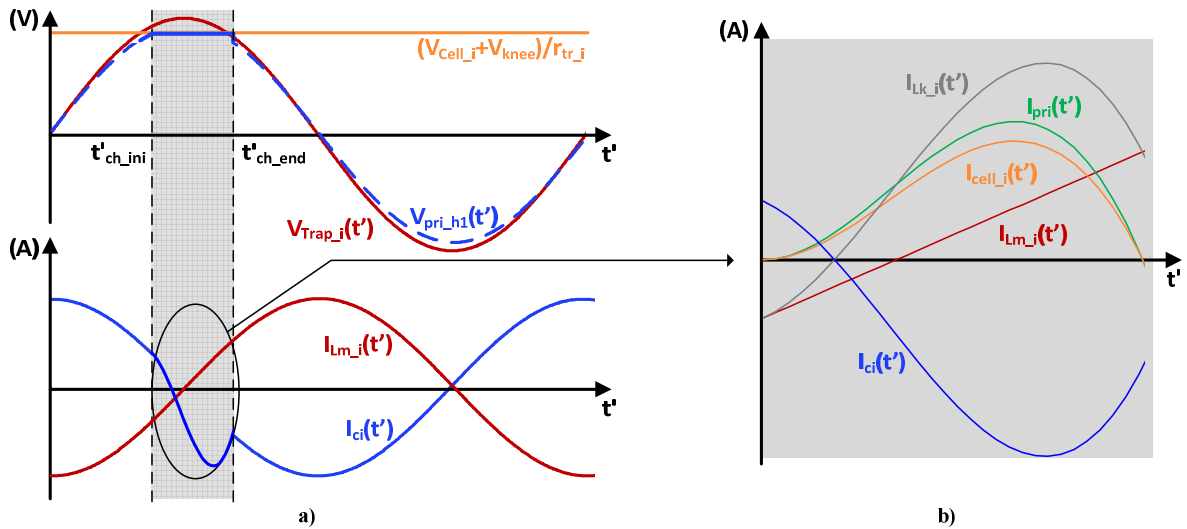 (V)
(V_Cell_i+V_knee)/r_tr_i
t'_ch_ini
t'_ch_end
t'
V_Trap_i(t')
V_pri_h1(t')
(A)
I_Lm_i(t')
I_ci(t')
t'
a)
(A)
I_Lk_i(t')
I_pri(t')
I_cell_i(t')
I_Lm_i(t')
t'
I_ci(t')
b)